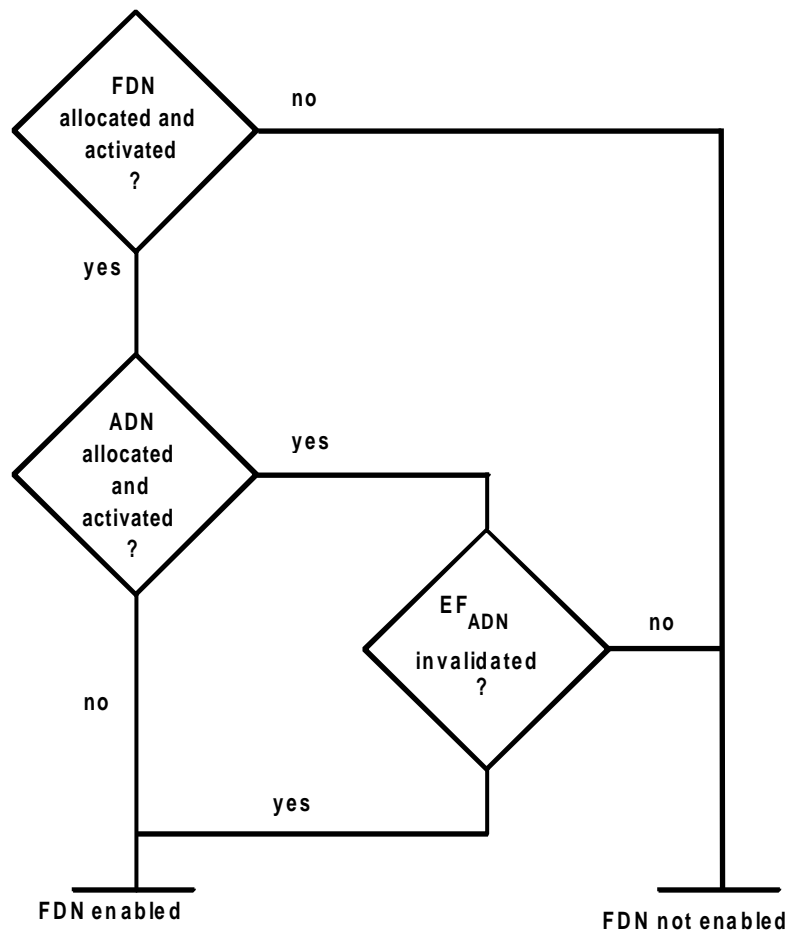 FDN
allocated and
activated
?
no
yes
ADN
allocated
and
activated
?
yes
EF ADN
invalidated
?
no
no
yes
FDN enabled
FDN not enabled